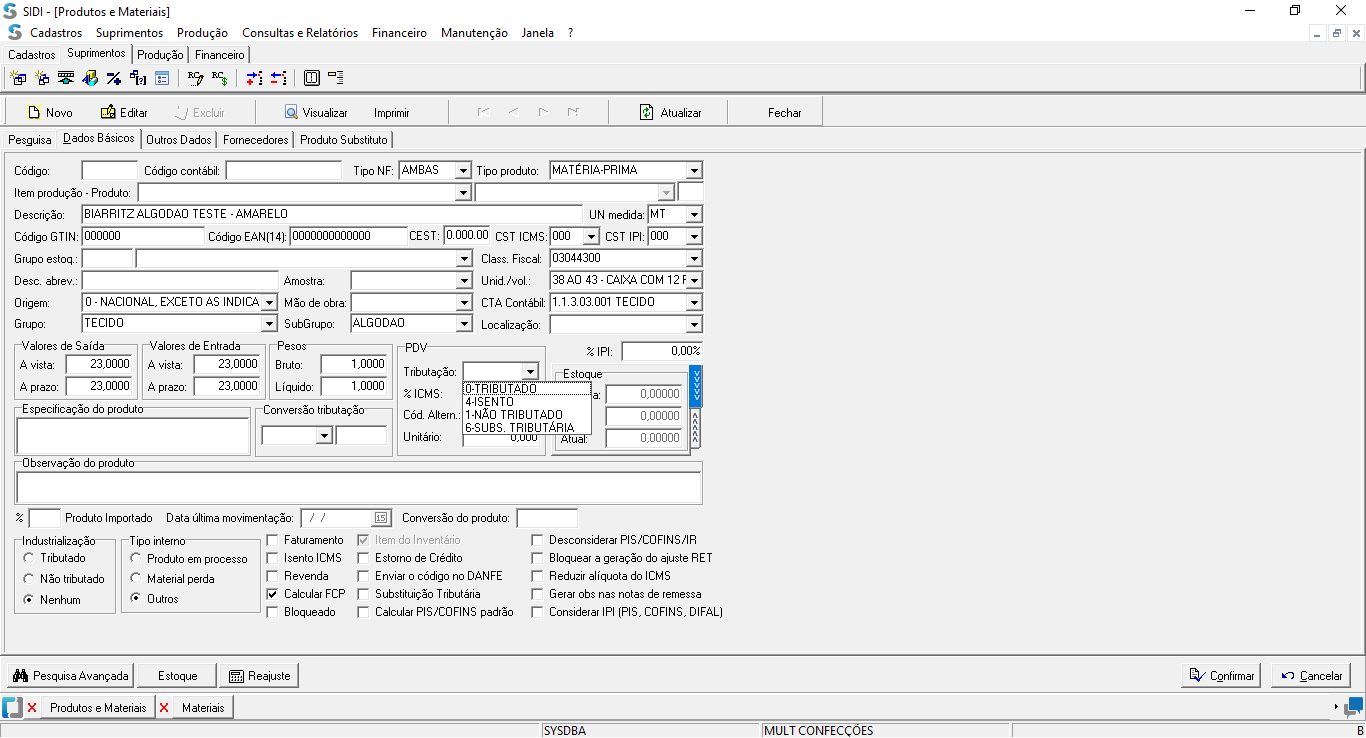 SIDI - [Produtos e Materiais]
Cadastros Suprimentos Produção Consultas e Relatórios Financeiro Manutenção Janela ?
Cadastros Suprimentos Produção Financeiro
Novo Editar Excluir Visualizar Imprimir Atualizar Fechar
Pesquisa Dados Básicos Outros Dados Fornecedores Produto Substituto
Código: Código contábil: Tipo NF: AMBAS Tipo produto: MATÉRIA-PRIMA
Item produção - Produto:
Descrição: BIARRITZ ALGODAO TESTE - AMARELO UN medida: MT
Código GTIN: 000000 Código EAN(14): 0000000000000 CEST: 0.000.00 CST ICMS: 000 CST IPI: 000
Grupo estoq.: Class. Fiscal: 03044300
Desc. abrev.: Amostra: Unid./vol.: 38 AO 43 - CAIXA COM 12 F
Origem: 0 - NACIONAL, EXCETO AS INDICA Mão de obra: CTA Contábil: 1.1.3.03.001 TECIDO
Grupo: TECIDO SubGrupo: ALGODAO Localização:
Valores de Saída Valores de Entrada Pesos PDV % IPI: 0,00%
A vista: 23,0000 A vista: 23,0000 Bruto: 1,0000 Tributação: Estoque
A prazo: 23,0000 A prazo: 23,0000 Líquido: 1,0000 % ICMS: 0-TRIBUTADO a: 0,00000
4-ISENTO
Especificação do produto Conversão tributação Cód. Altern.: 1-NÃO TRIBUTADO 0,00000
6-SUBS. TRIBUTÁRIA
Unitário: 0,000 Atual: 0,00000
Observação do produto
% Produto Importado Data última movimentação: / / 15 Conversão do produto:
Industrialização Tipo interno Faturamento Item do Inventário Desconsiderar PIS/COFINS/IR
Tributado Produto em processo Isento ICMS Estorno de Crédito Bloquear a geração do ajuste RET
Não tributado Material perda Revenda Enviar o código no DANFE Reduzir alíquota do ICMS
Nenhum Outros Calcular FCP Substituição Tributária Gerar obs nas notas de remessa
Bloqueado Calcular PIS/COFINS padrão Considerar IPI (PIS, COFINS, DIFAL)
Pesquisa Avançada Estoque Reajuste Confirmar Cancelar
Produtos e Materiais Materiais
SYSDBA MULT CONFECÇÕES B